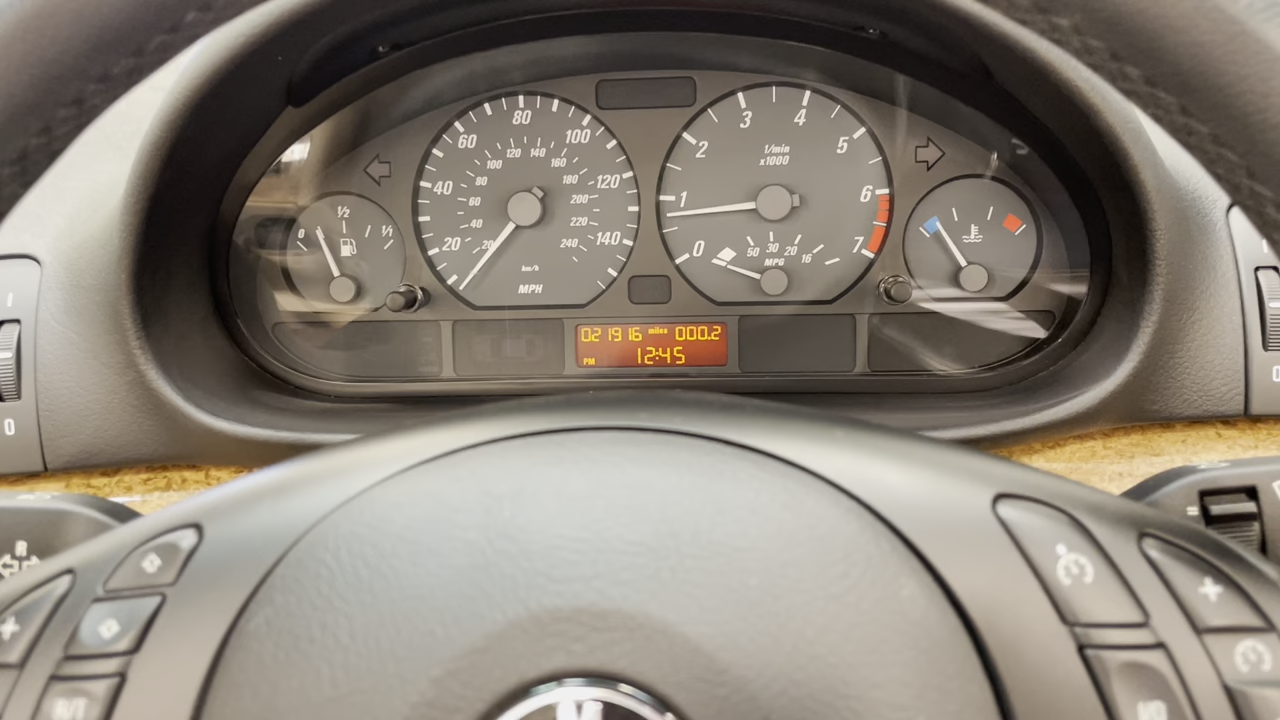 0 1/2 1/1
20 40 60 80 100 120 140
20 40 60 80 100 120 140 160 180 200 220 240
km/h
MPH
0 1 2 3 4 5 6 7
1/min
x1000
50 30 20 16
MPG
021916 miles 000.2
PM 12:45
I
0
R
+
R/T
=
0
+